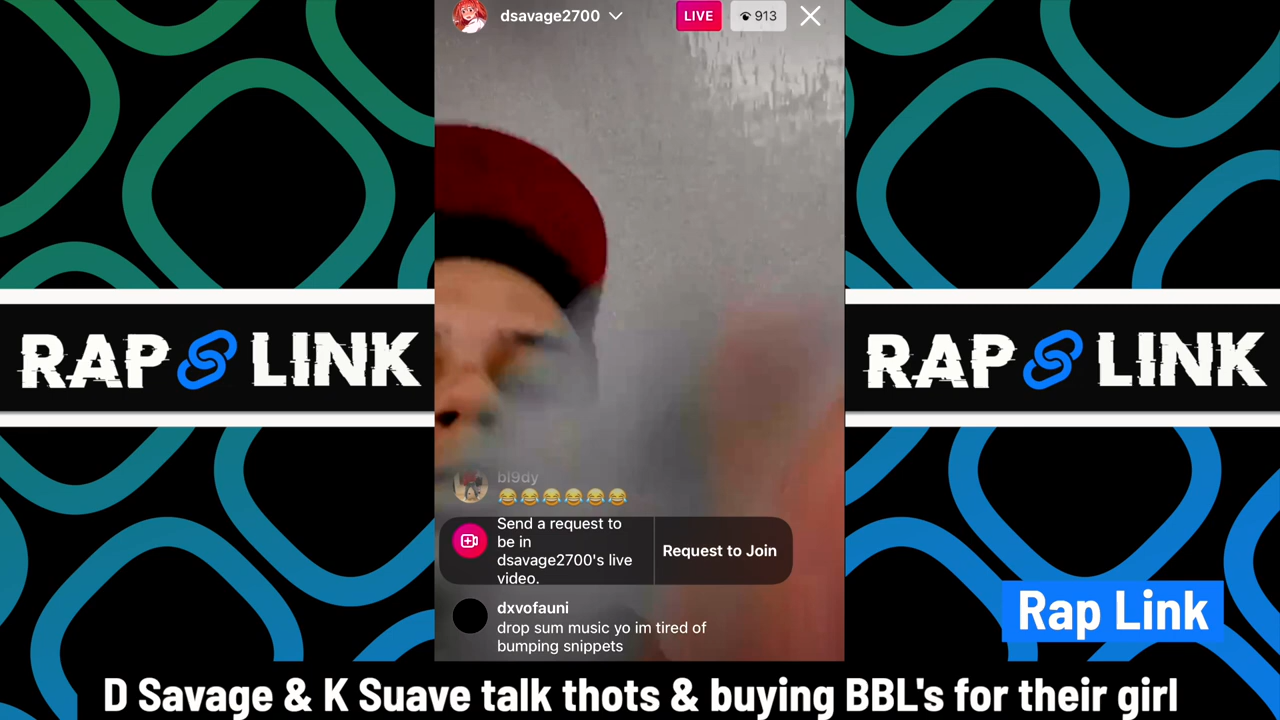 dsavage2700
LIVE
913
RAP LINK
RAP LINK
bl9dy
😂😂😂😂😂😂
Send a request to
be in
dsavage2700's live
video.
Request to Join
dxvofauni
drop sum music yo im tired of
bumping snippets
Rap Link
D Savage & K Suave talk thots & buying BBL's for their girl